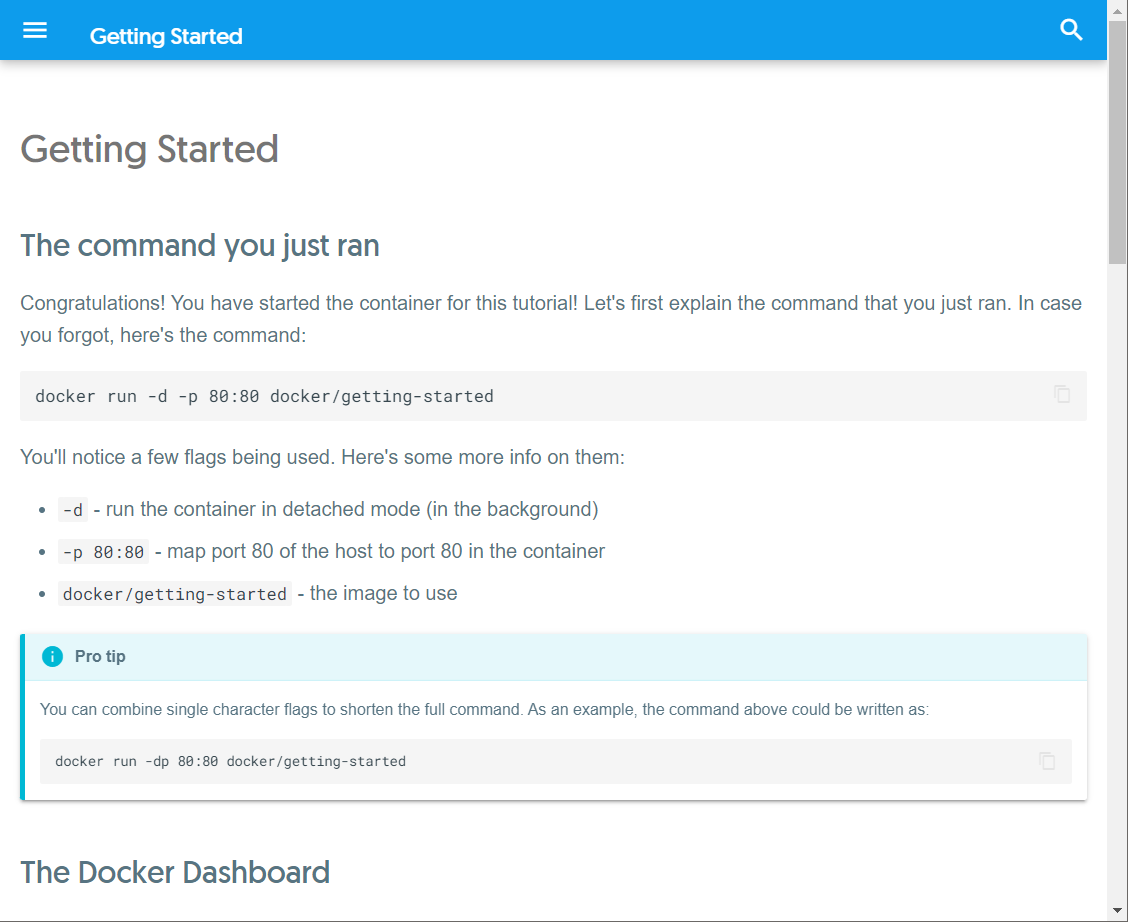 Getting Started
Getting Started
The command you just ran
Congratulations! You have started the container for this tutorial! Let's first explain the command that you just ran. In case
you forgot, here's the command:
docker run -d -p 80:80 docker/getting-started
You'll notice a few flags being used. Here's some more info on them:
-d - run the container in detached mode (in the background)
-p 80:80 - map port 80 of the host to port 80 in the container
docker/getting-started - the image to use
Pro tip
You can combine single character flags to shorten the full command. As an example, the command above could be written as:
docker run -dp 80:80 docker/getting-started
The Docker Dashboard